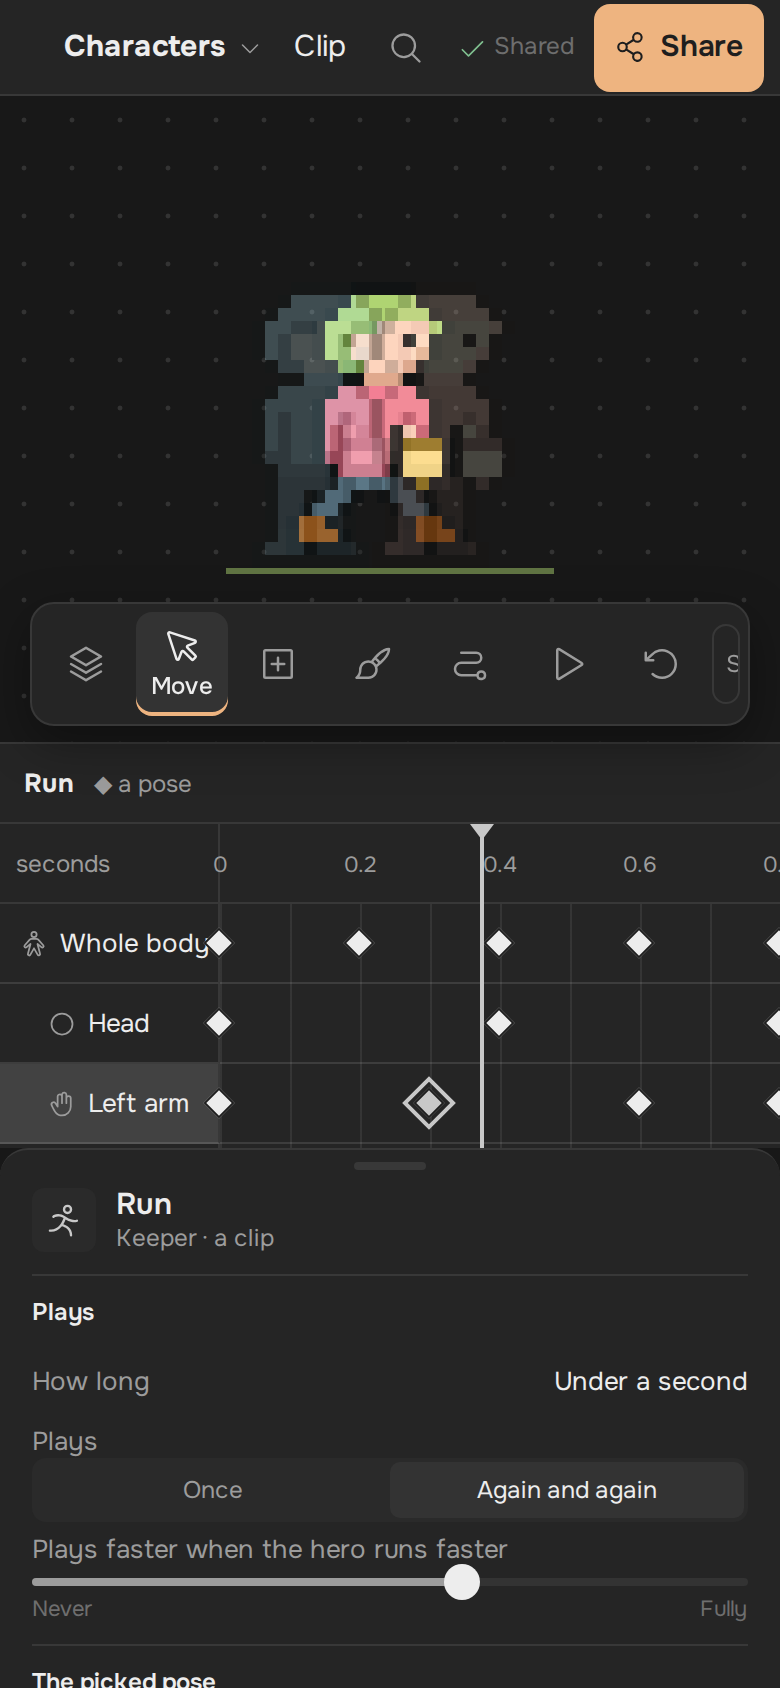 Characters Clip Shared Share
Move S
Run a pose
seconds 0 0.2 0.4 0.6 0.
Whole body
Head
Left arm
Run
Keeper · a clip
Plays
How long Under a second
Plays
Once Again and again
Plays faster when the hero runs faster
Never Fully
The picked pose